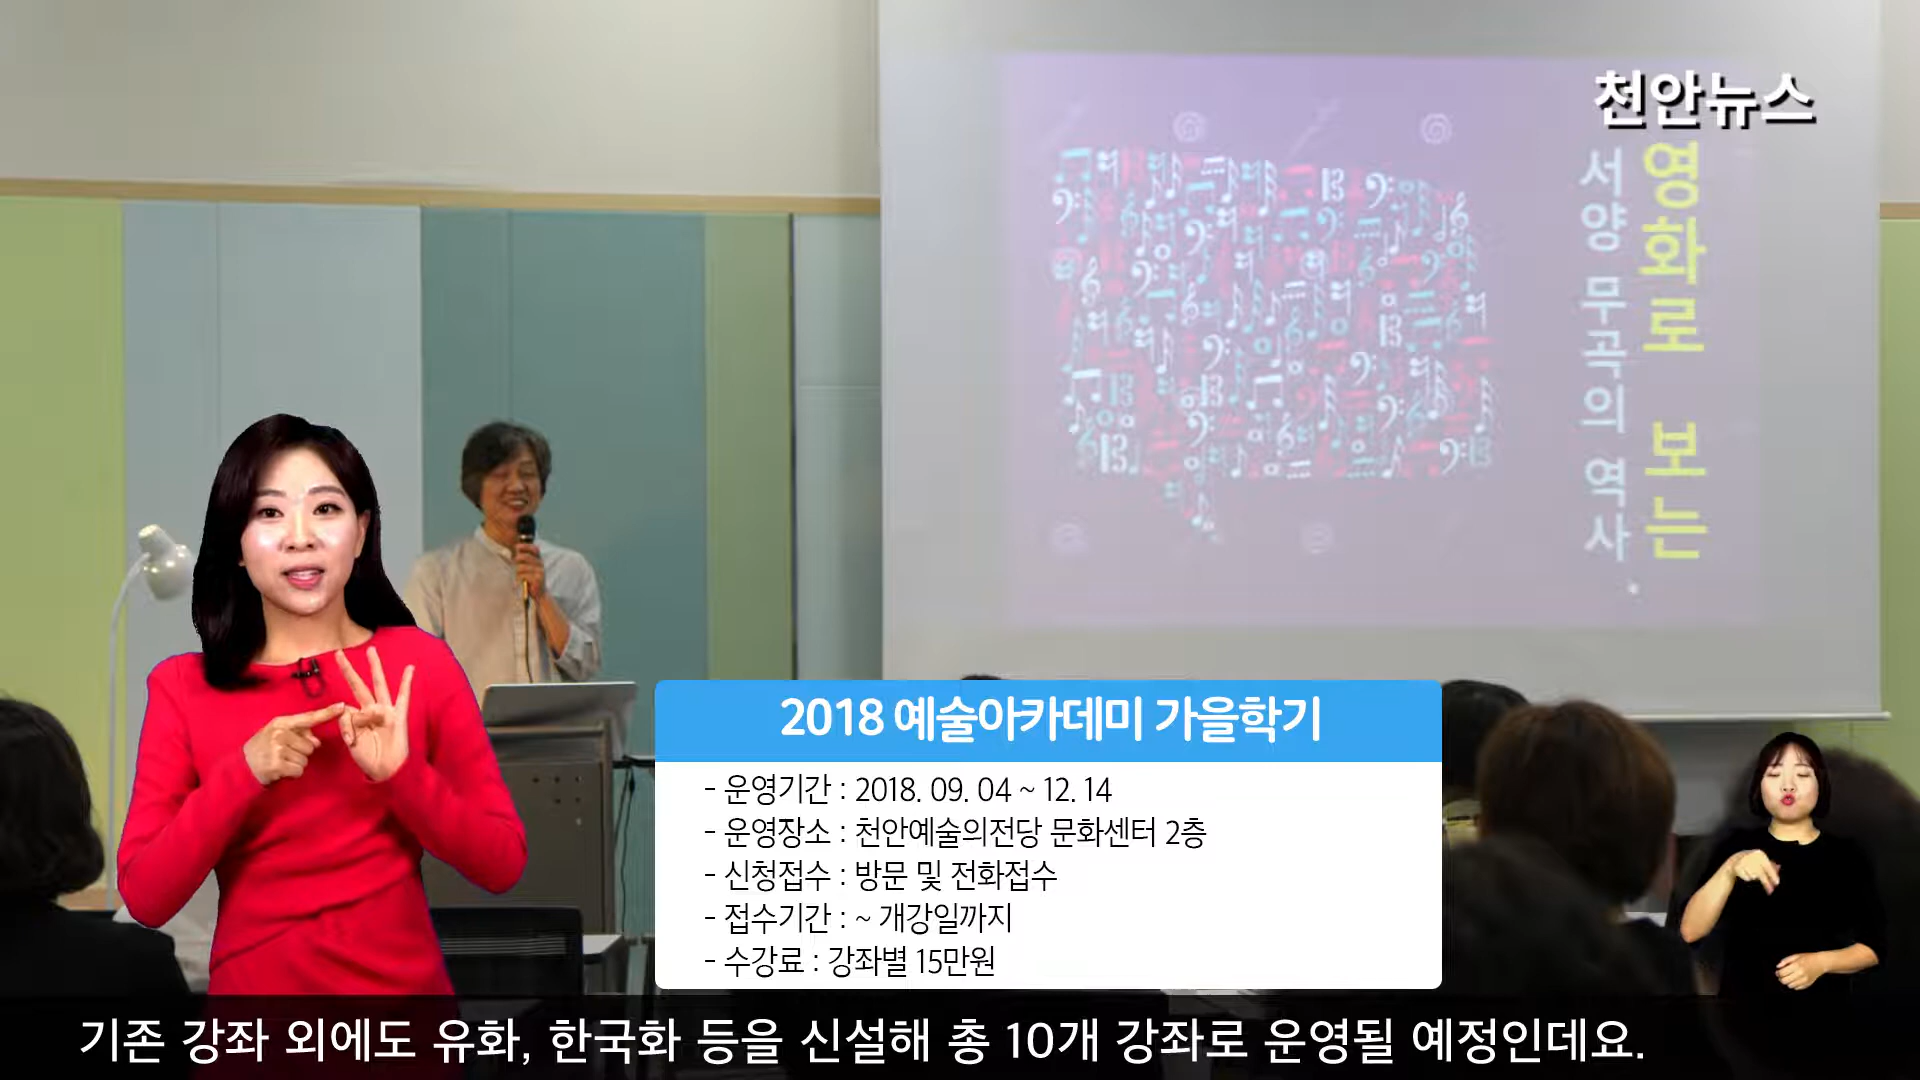 천안뉴스
영화로 보는
서양 무곡의 역사
2018 예술아카데미 가을학기
- 운영기간 : 2018. 09. 04 ~ 12. 14
- 운영장소 : 천안예술의전당 문화센터 2층
- 신청접수 : 방문 및 전화접수
- 접수기간 : ~ 개강일까지
- 수강료 : 강좌별 15만원
기존 강좌 외에도 유화, 한국화 등을 신설해 총 10개 강좌로 운영될 예정인데요.